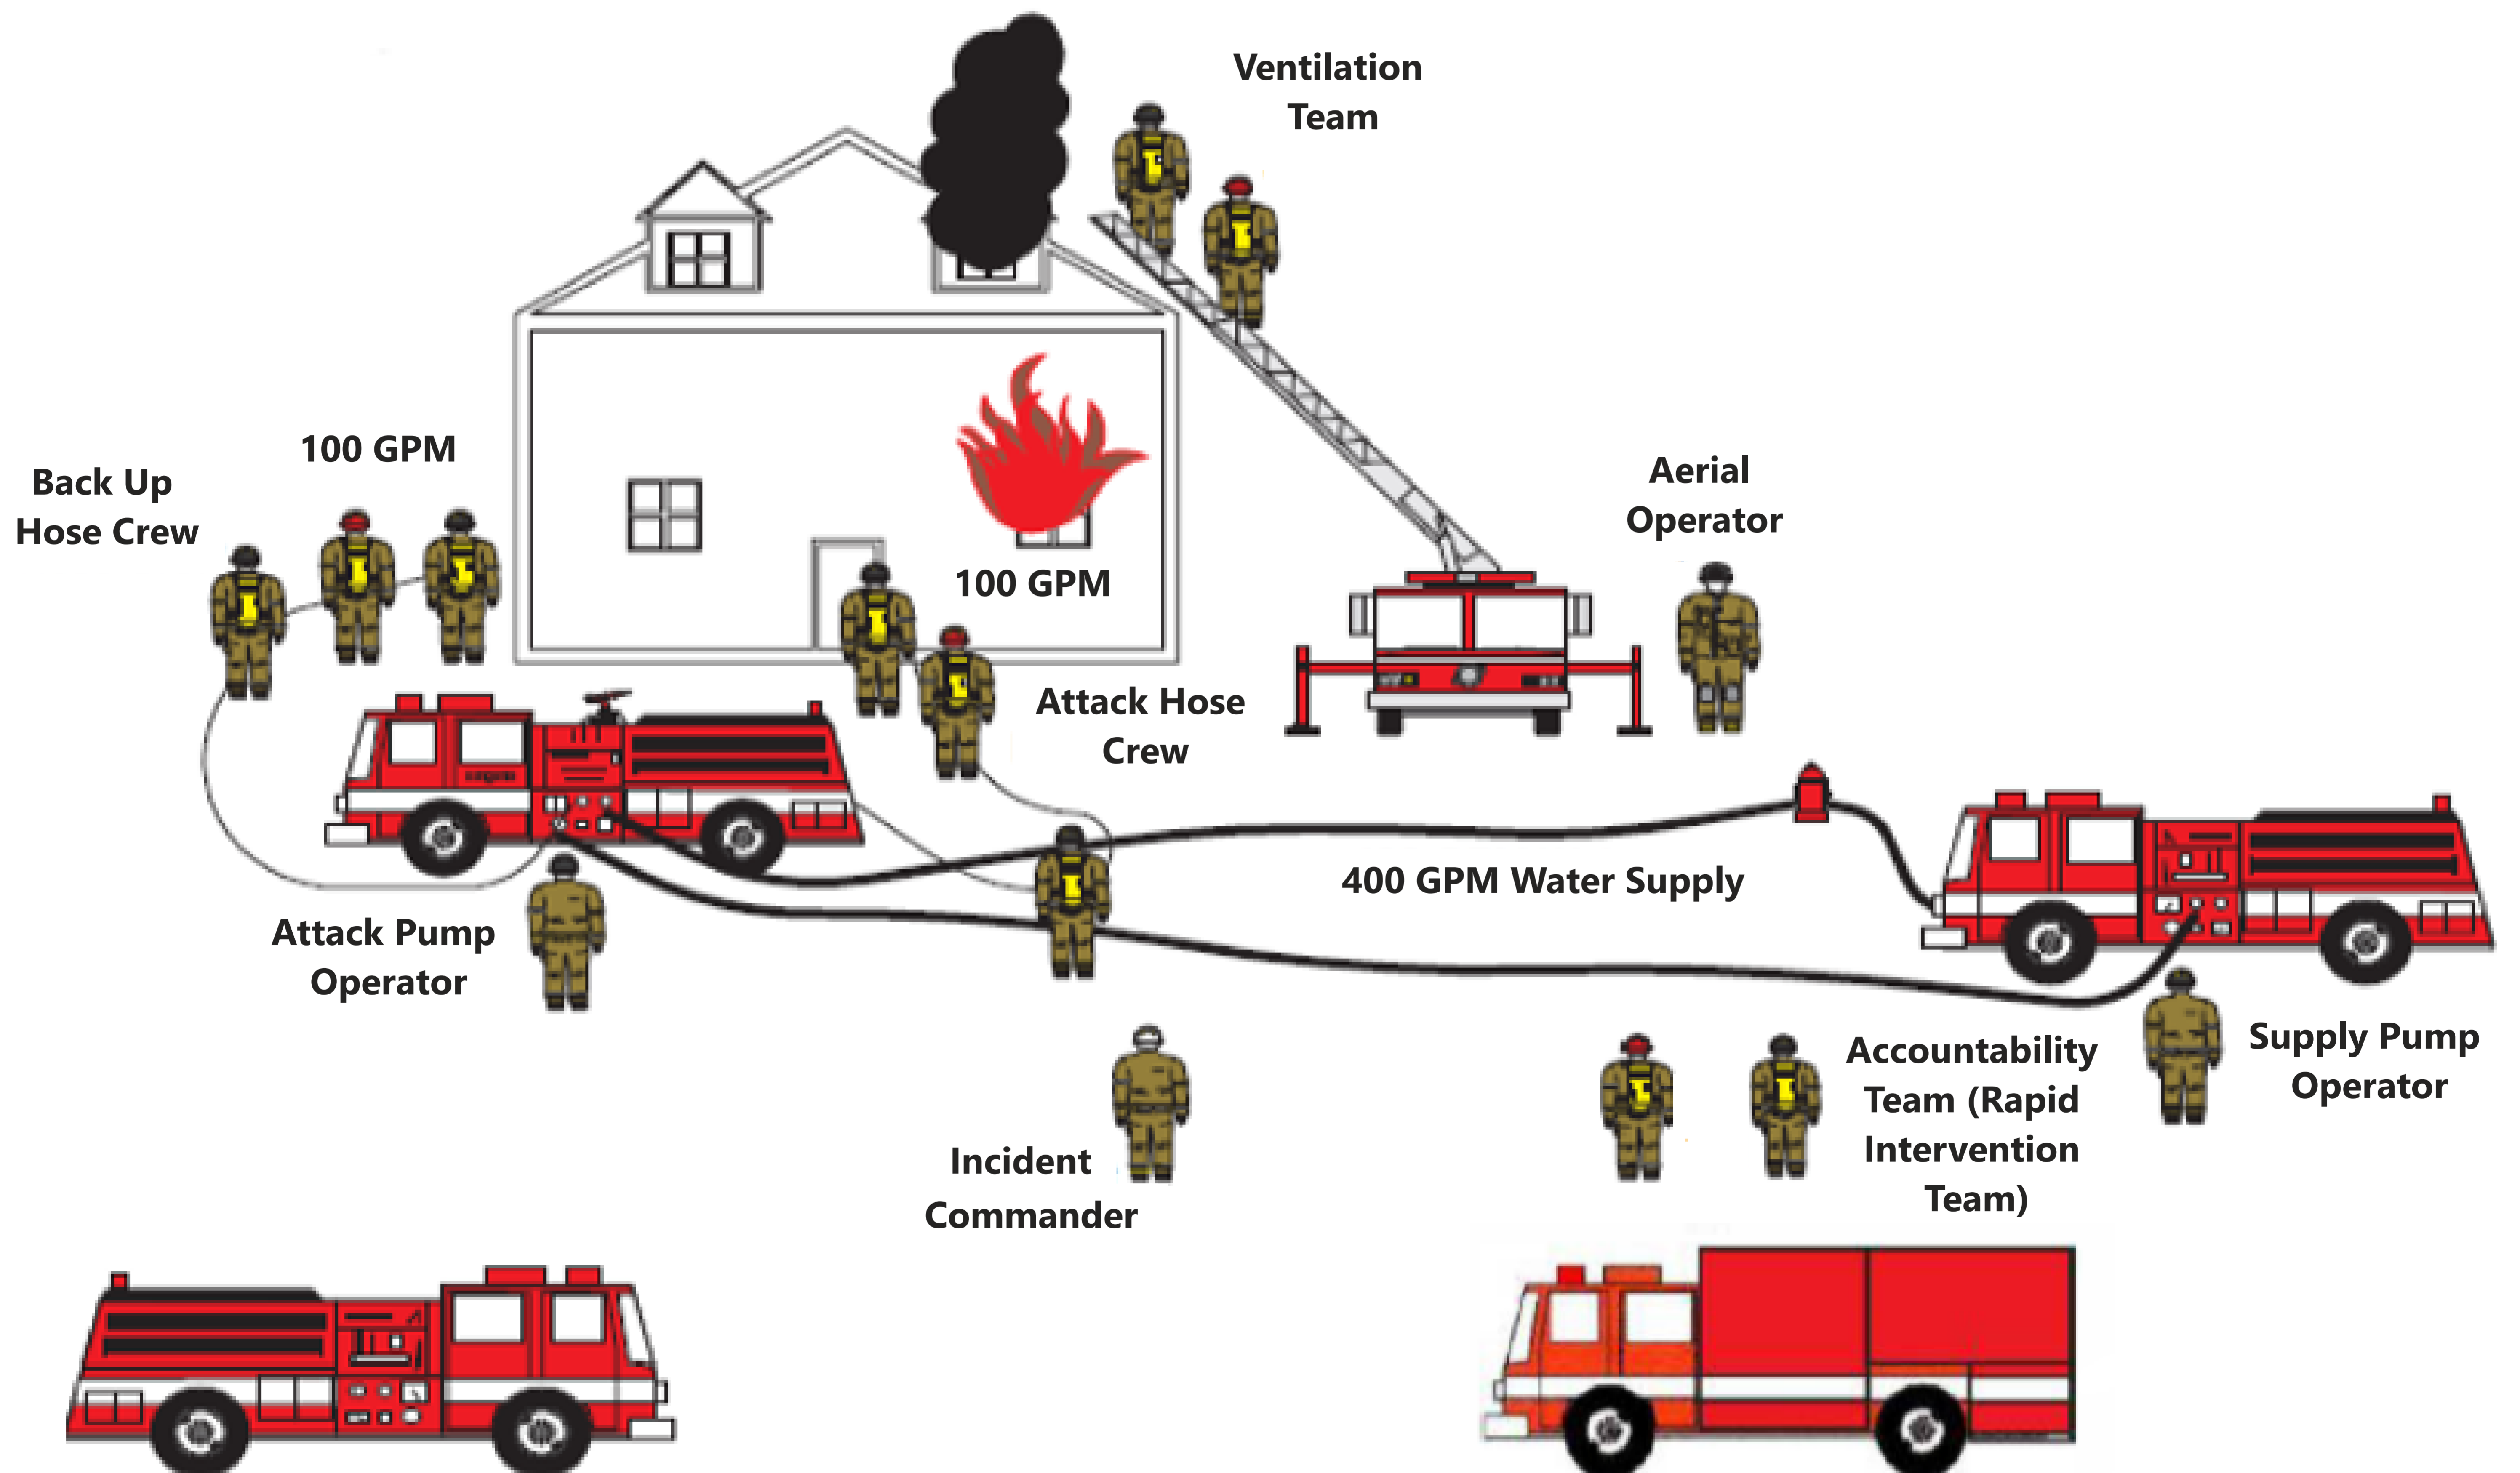 Ventilation
Team
100 GPM
Back Up
Hose Crew
Aerial
Operator
100 GPM
Attack Hose
Crew
400 GPM Water Supply
Attack Pump
Operator
Incident
Commander
Accountability
Team (Rapid
Intervention
Team)
Supply Pump
Operator